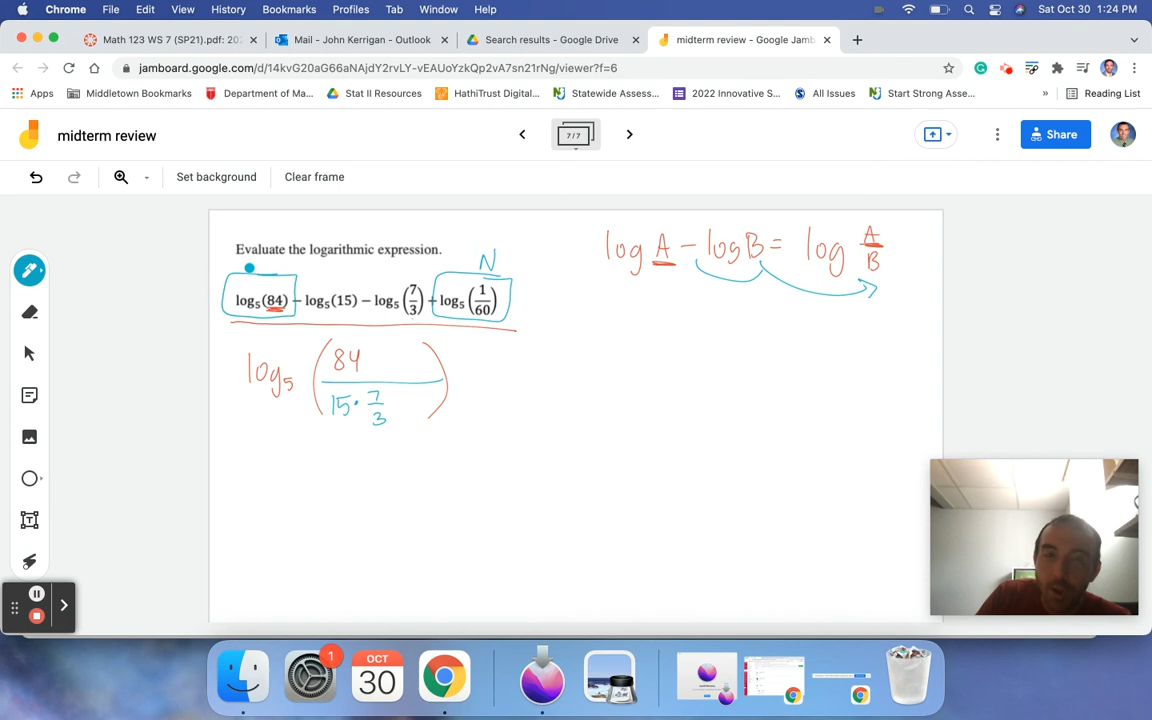 Chrome File Edit View History Bookmarks Profiles Tab Window Help Sat Oct 30 1:24 PM
Math 123 WS 7 (SP21).pdf: 202 Mail - John Kerrigan - Outlook Search results - Google Drive midterm review - Google Jamb
jamboard.google.com/d/14kvG20aG66aNAjdY2rvLY-vEAUoYzkQp2vA7sn21rNg/viewer?f=6
Apps Middletown Bookmarks Department of Ma... Stat II Resources HathiTrust Digital... Statewide Assess... 2022 Innovative S... All Issues Start Strong Asse... » Reading List
midterm review 7/7 Share
Set background Clear frame
Evaluate the logarithmic expression.
N
log A − log B = log A/B
log₅(84) − log₅(15) − log₅(7/3) + log₅(1/60)
log₅ (84 / 15 · 7/3)
1
OCT
30